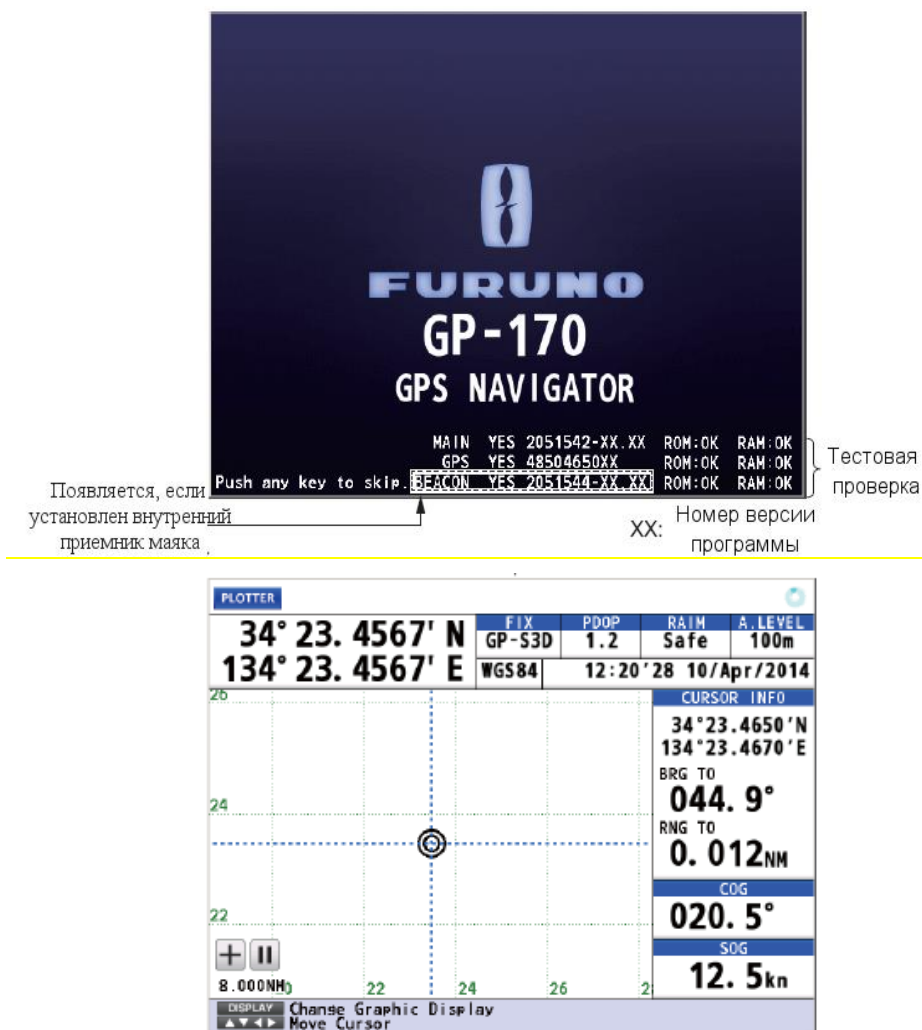 FURUNO
GP-170
GPS NAVIGATOR
MAIN YES 2051542-XX.XX ROM:OK RAM:OK
GPS YES 48504650XX ROM:OK RAM:OK
Push any key to skip. BEACON YES 2051544-XX.XX ROM:OK RAM:OK
Тестовая
проверка
Появляется, если
установлен внутренний
приемник маяка
XX: Номер версии
программы
PLOTTER
34° 23. 4567' N
134° 23. 4567' E
FIX PDOP RAIM A.LEVEL
GP-S3D 1.2 Safe 100m
WGS84 12:20'28 10/Apr/2014
26
24
22
CURSOR INFO
34°23.4650'N
134°23.4670'E
BRG TO
044. 9°
RNG TO
0. 012NM
COG
020. 5°
SOG
12. 5kn
8.000NM 20 22 24 26 2
DISPLAY Change Graphic Display
▲▼◀▶ Move Cursor